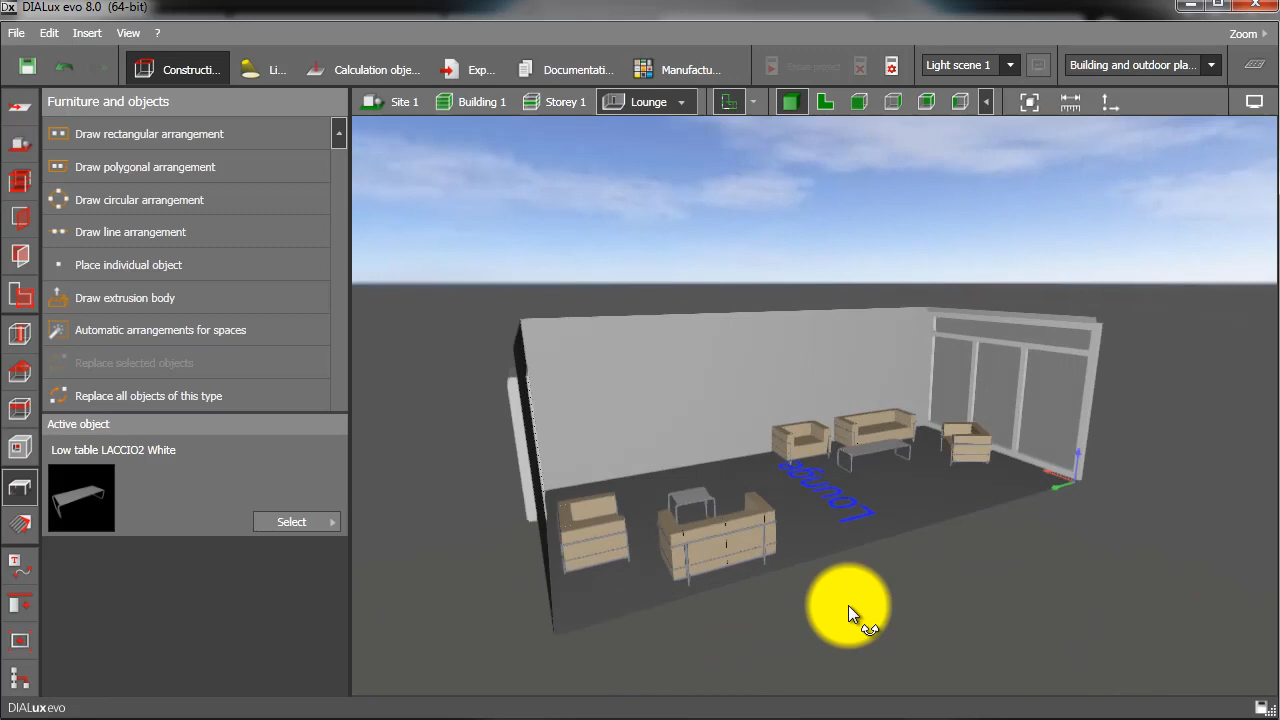 DIALux evo 8.0 (64-bit)
File Edit Insert View ? Zoom
Constructi... Li... Calculation obje... Exp... Documentati... Manufactu... Light scene 1 Building and outdoor pla...
Furniture and objects
Site 1 Building 1 Storey 1 Lounge
Draw rectangular arrangement
Draw polygonal arrangement
Draw circular arrangement
Draw line arrangement
Place individual object
Draw extrusion body
Automatic arrangements for spaces
Replace selected objects
Replace all objects of this type
Active object
Low table LACCIO2 White
Select
Lounge
DIALux evo